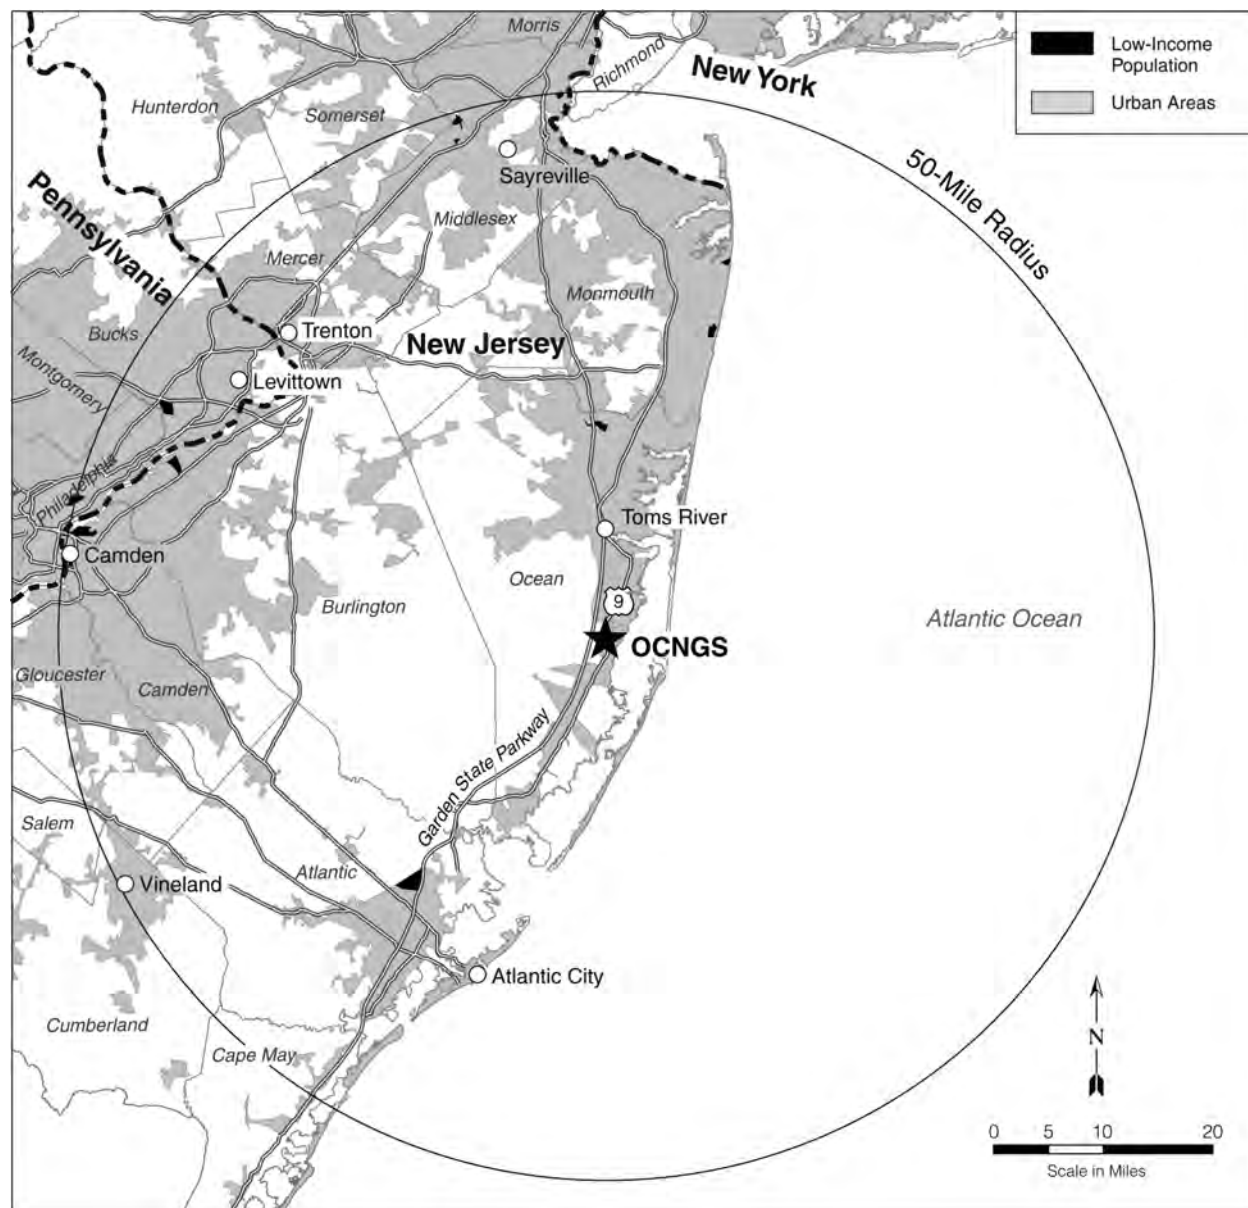 Morris
Richmond
New York
Low-Income
Population
Urban Areas
Hunterdon
Somerset
50-Mile Radius
Sayreville
Pennsylvania
Middlesex
Mercer
Monmouth
Bucks
Trenton
New Jersey
Montgomery
Levittown
Philadelphia
Toms River
Camden
Ocean
Burlington
9
Atlantic Ocean
OCNGS
Gloucester
Camden
Garden State Parkway
Salem
Atlantic
Vineland
Atlantic City
Cumberland
Cape May
N
0 5 10 20
Scale in Miles